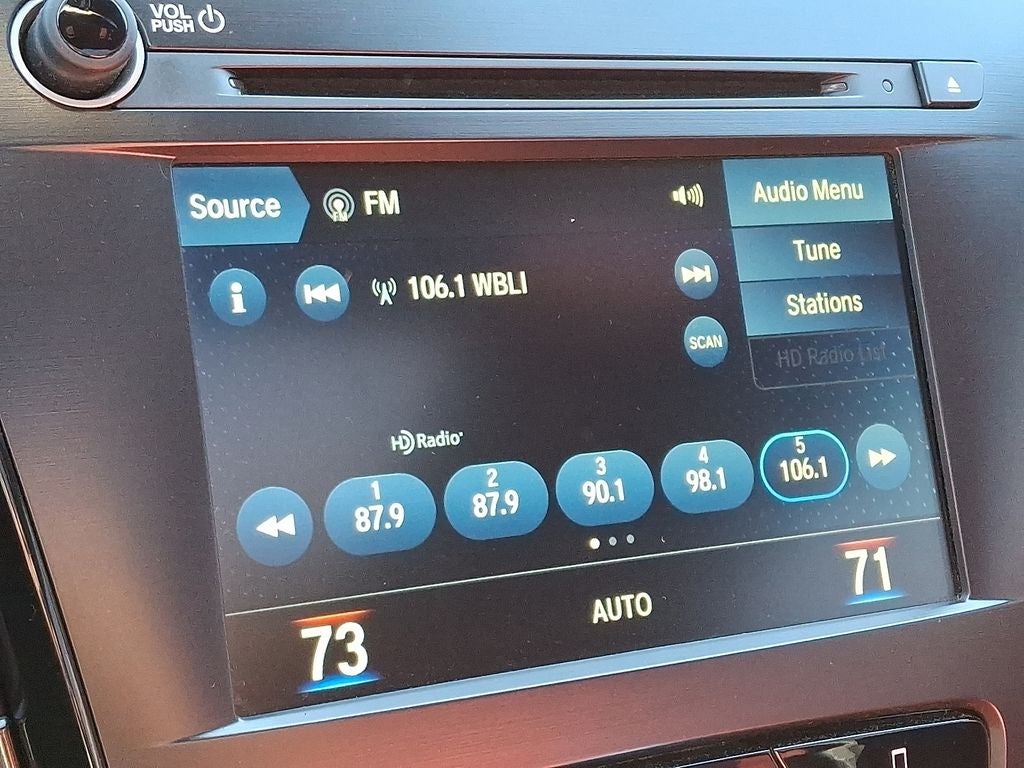 VOL
PUSH
Source
FM
FM
Audio Menu
i
106.1 WBLI
Tune
Stations
SCAN
HD Radio List
HD Radio
1
87.9
2
87.9
3
90.1
4
98.1
5
106.1
73
AUTO
71